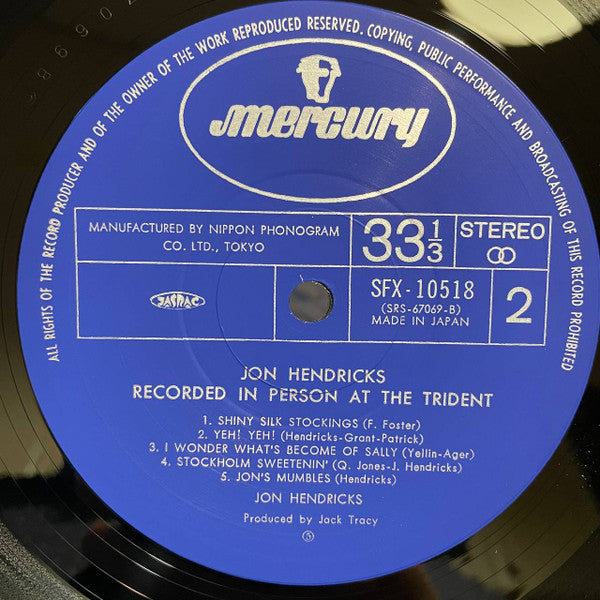 ALL RIGHTS OF THE RECORD PRODUCER AND OF THE OWNER OF THE WORK REPRODUCED RESERVED. COPYING, PUBLIC PERFORMANCE AND BROADCASTING OF THIS RECORD PROHIBITED
mercury
MANUFACTURED BY NIPPON PHONOGRAM
CO. LTD., TOKYO
33 1/3
STEREO
JASRAC
SFX-10518
(SRS-67069-B)
MADE IN JAPAN
2
JON HENDRICKS
RECORDED IN PERSON AT THE TRIDENT
1. SHINY SILK STOCKINGS (F. Foster)
2. YEH! YEH! (Hendricks-Grant-Patrick)
3. I WONDER WHAT'S BECOME OF SALLY (Yellin-Ager)
4. STOCKHOLM SWEETENIN' (Q. Jones-J. Hendricks)
5. JON'S MUMBLES (Hendricks)
JON HENDRICKS
Produced by Jack Tracy